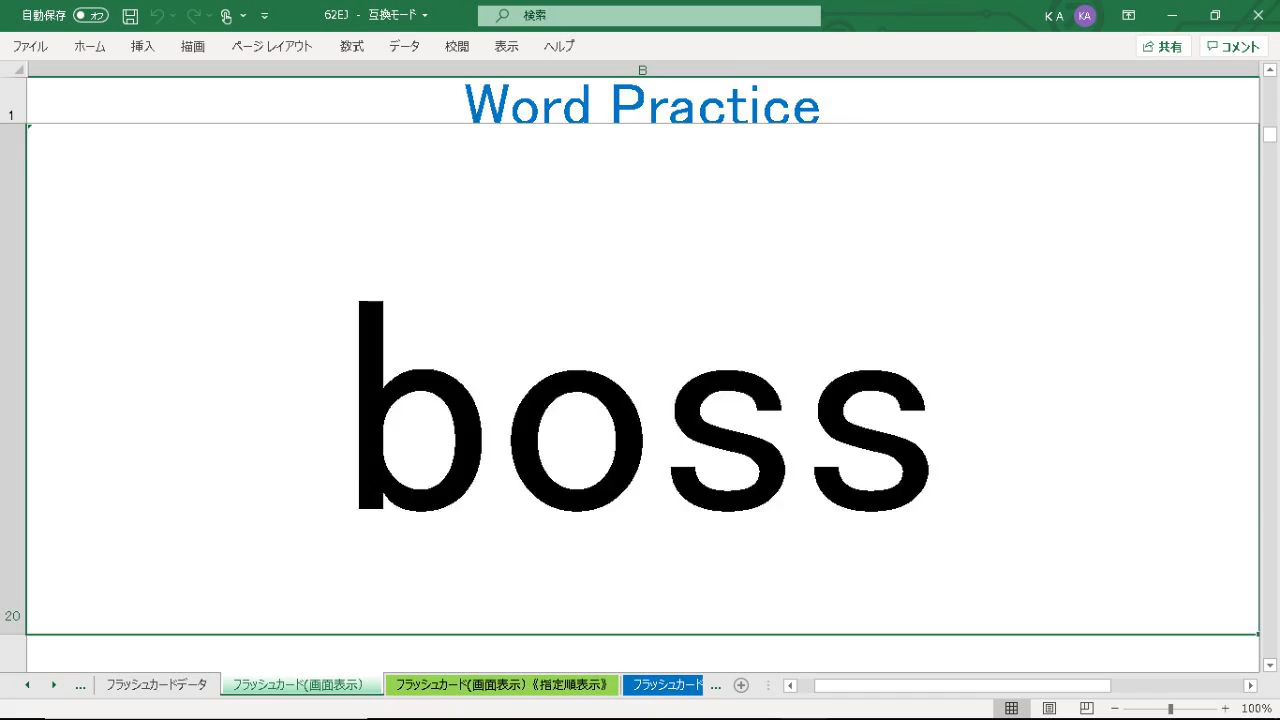 自動保存 オフ 62EJ - 互換モード 検索 K A KA
ファイル ホーム 挿入 描画 ページ レイアウト 数式 データ 校閲 表示 ヘルプ 共有 コメント
B
1 Word Practice
boss
20
... フラッシュカードデータ フラッシュカード(画面表示) フラッシュカード(画面表示)《指定順表示》 フラッシュカード ...
100%